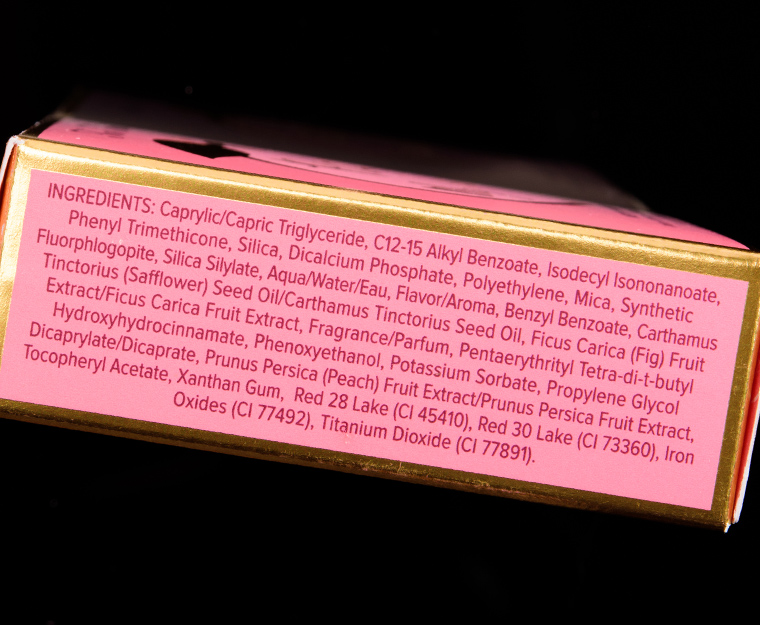 INGREDIENTS: Caprylic/Capric Triglyceride, C12-15 Alkyl Benzoate, Isodecyl Isononanoate,
Phenyl Trimethicone, Silica, Dicalcium Phosphate, Polyethylene, Mica, Synthetic
Fluorphlogopite, Silica Silylate, Aqua/Water/Eau, Flavor/Aroma, Benzyl Benzoate, Carthamus
Tinctorius (Safflower) Seed Oil/Carthamus Tinctorius Seed Oil, Ficus Carica (Fig) Fruit
Extract/Ficus Carica Fruit Extract, Fragrance/Parfum, Pentaerythrityl Tetra-di-t-butyl
Hydroxyhydrocinnamate, Phenoxyethanol, Potassium Sorbate, Propylene Glycol
Dicaprylate/Dicaprate, Prunus Persica (Peach) Fruit Extract/Prunus Persica Fruit Extract,
Tocopheryl Acetate, Xanthan Gum, Red 28 Lake (CI 45410), Red 30 Lake (CI 73360), Iron
Oxides (CI 77492), Titanium Dioxide (CI 77891).